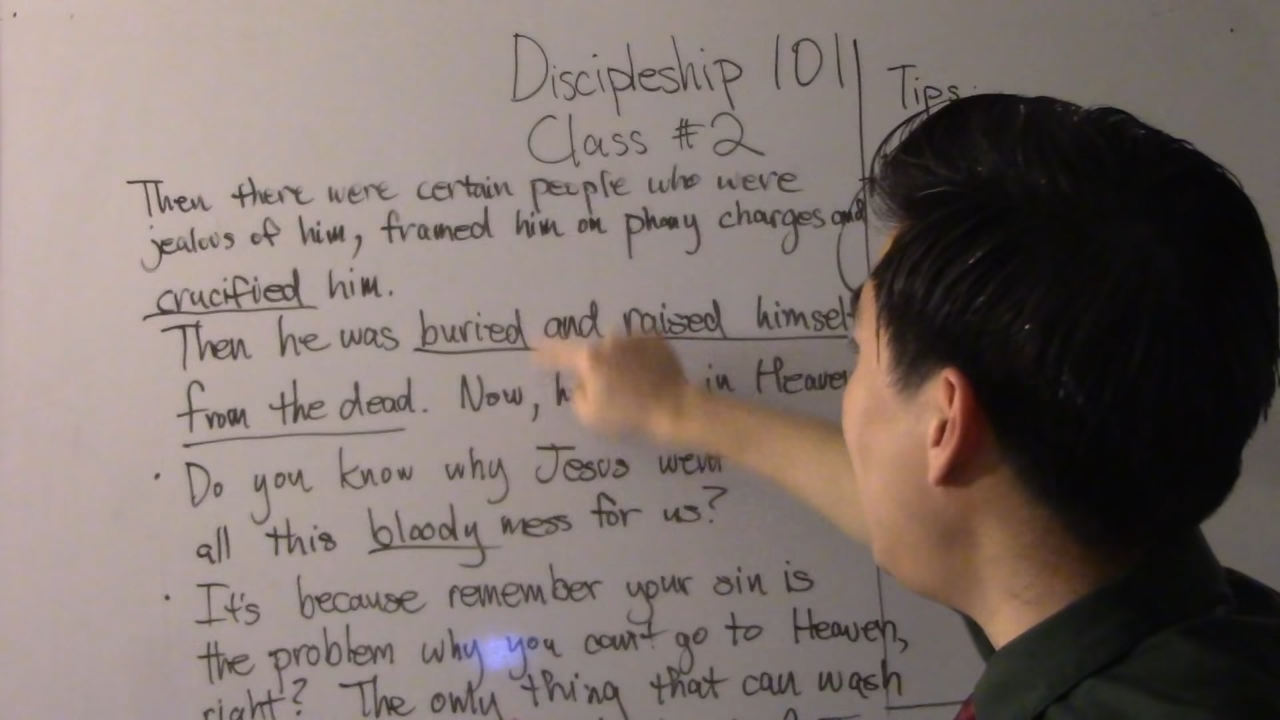 Discipleship 101
Class #2
Tips:
Then there were certain people who were
jealous of him, framed him on phony charges and
crucified him.
Then he was buried and raised himself
from the dead. Now, in Heaven
• Do you know why Jesus went
all this bloody mess for us?
• It's because remember your sin is
the problem why you can't go to Heaven,
right? The only thing that can wash